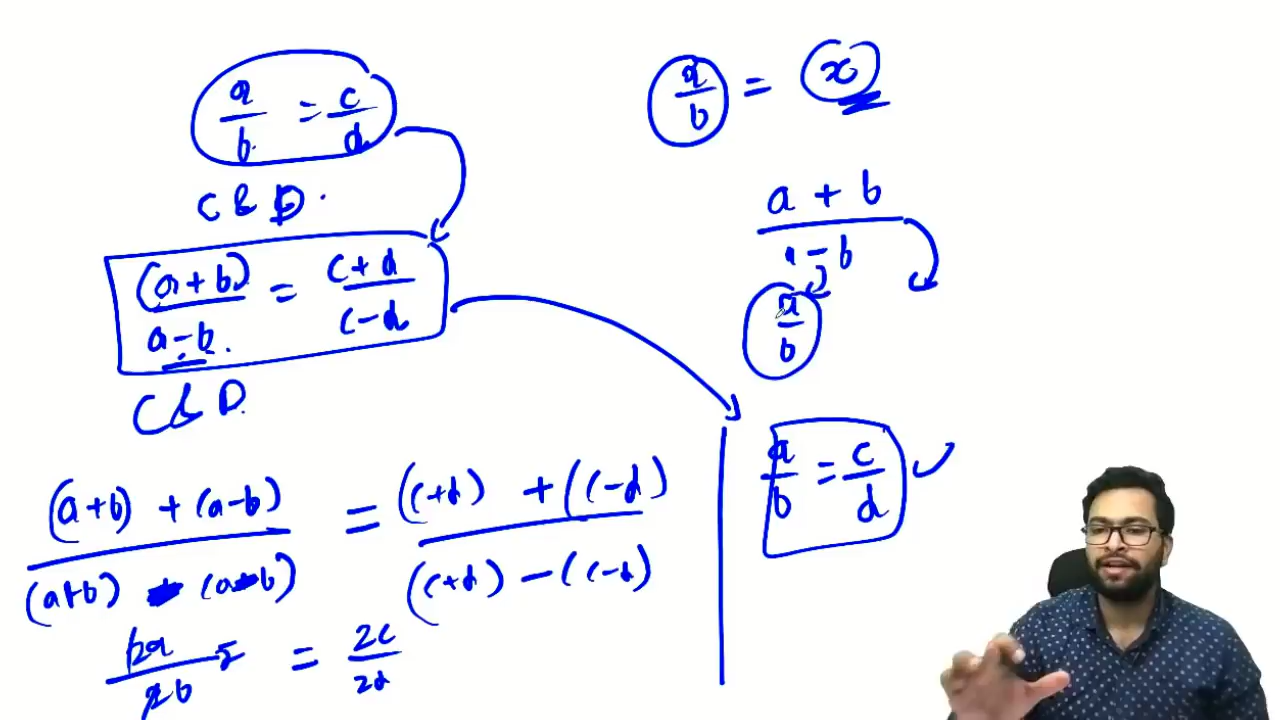 a/b = c/d
C & D.
(a+b)/(a-b) = (c+d)/(c-d)
C & D.
((a+b) + (a-b))/((a+b) - (a-b)) = ((c+d) + (c-d))/((c+d) - (c-d))
2a/2b = 2c/2d
a/b = x
(a + b)/(a - b)
a/b
a/b = c/d